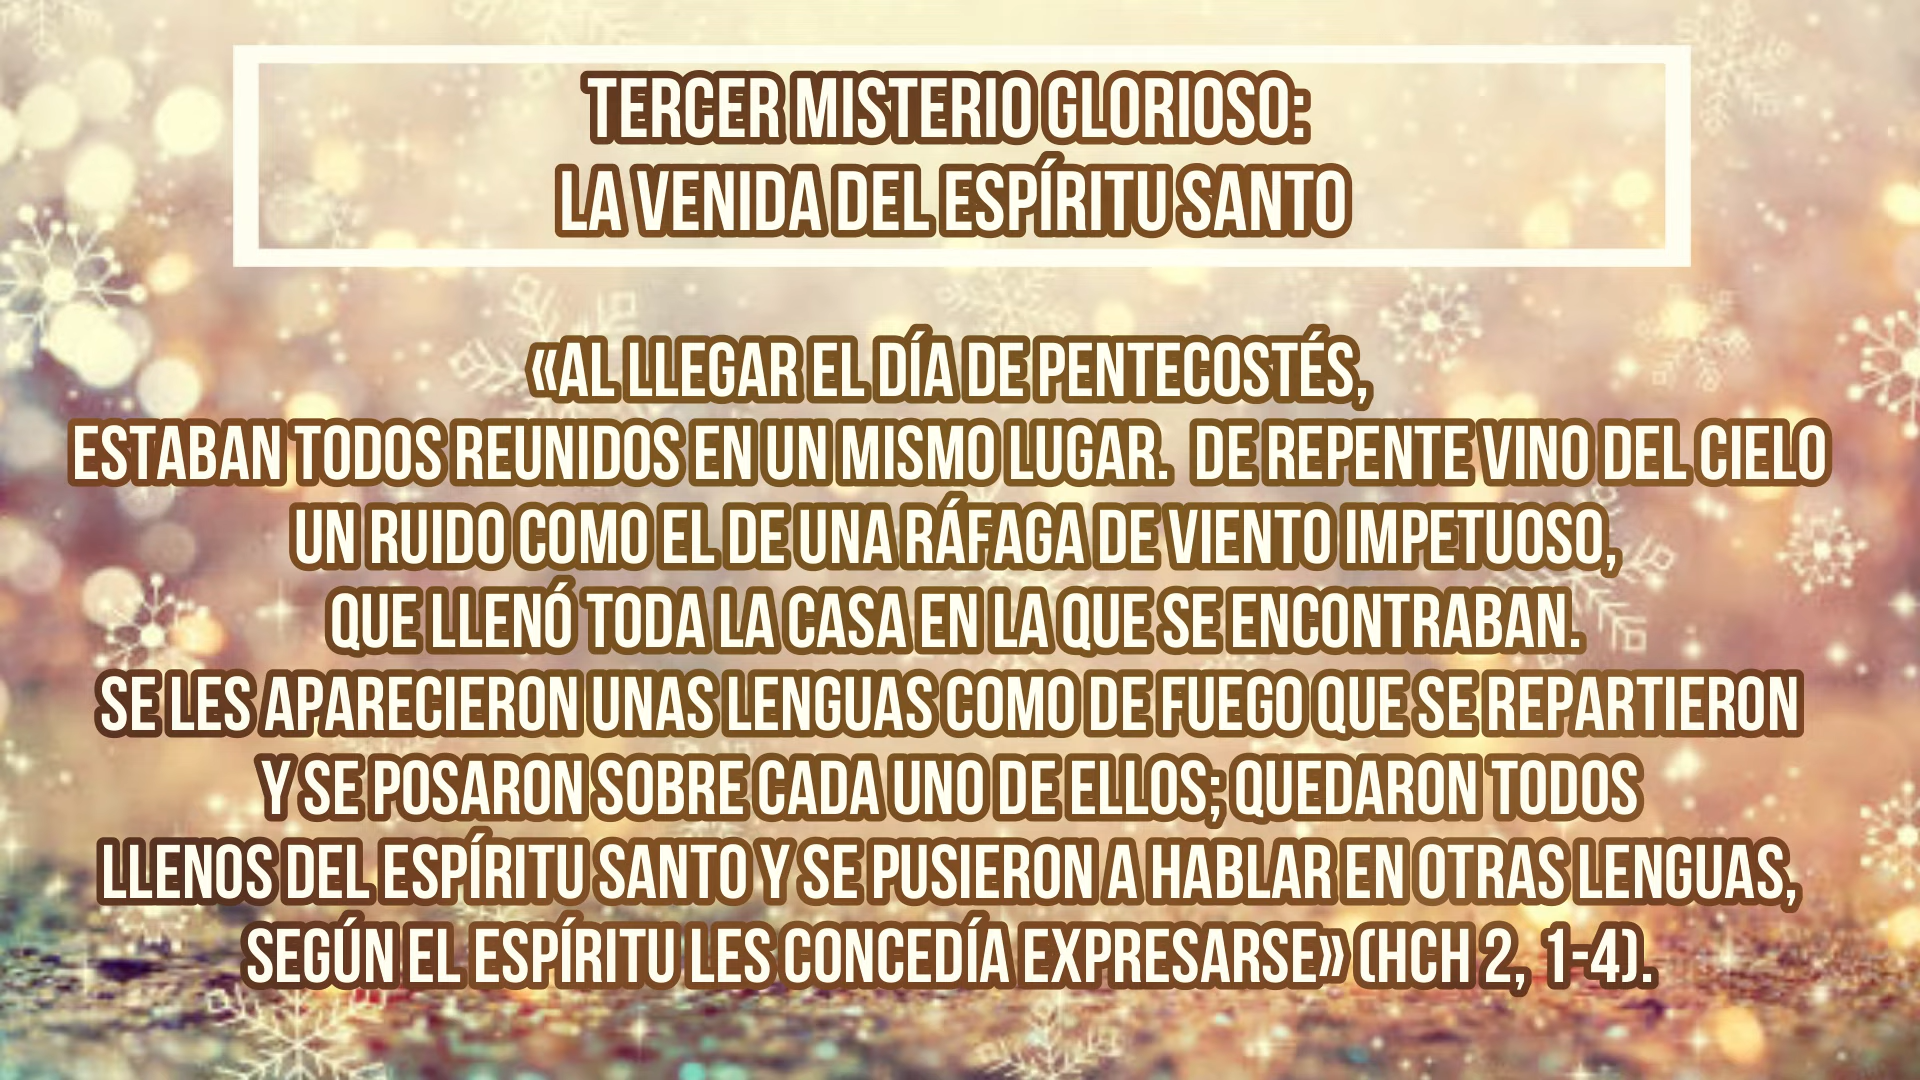 TERCER MISTERIO GLORIOSO:
LA VENIDA DEL ESPÍRITU SANTO
«AL LLEGAR EL DÍA DE PENTECOSTÉS,
ESTABAN TODOS REUNIDOS EN UN MISMO LUGAR. DE REPENTE VINO DEL CIELO
UN RUIDO COMO EL DE UNA RÁFAGA DE VIENTO IMPETUOSO,
QUE LLENÓ TODA LA CASA EN LA QUE SE ENCONTRABAN.
SE LES APARECIERON UNAS LENGUAS COMO DE FUEGO QUE SE REPARTIERON
Y SE POSARON SOBRE CADA UNO DE ELLOS; QUEDARON TODOS
LLENOS DEL ESPÍRITU SANTO Y SE PUSIERON A HABLAR EN OTRAS LENGUAS,
SEGÚN EL ESPÍRITU LES CONCEDÍA EXPRESARSE» (HCH 2, 1-4).